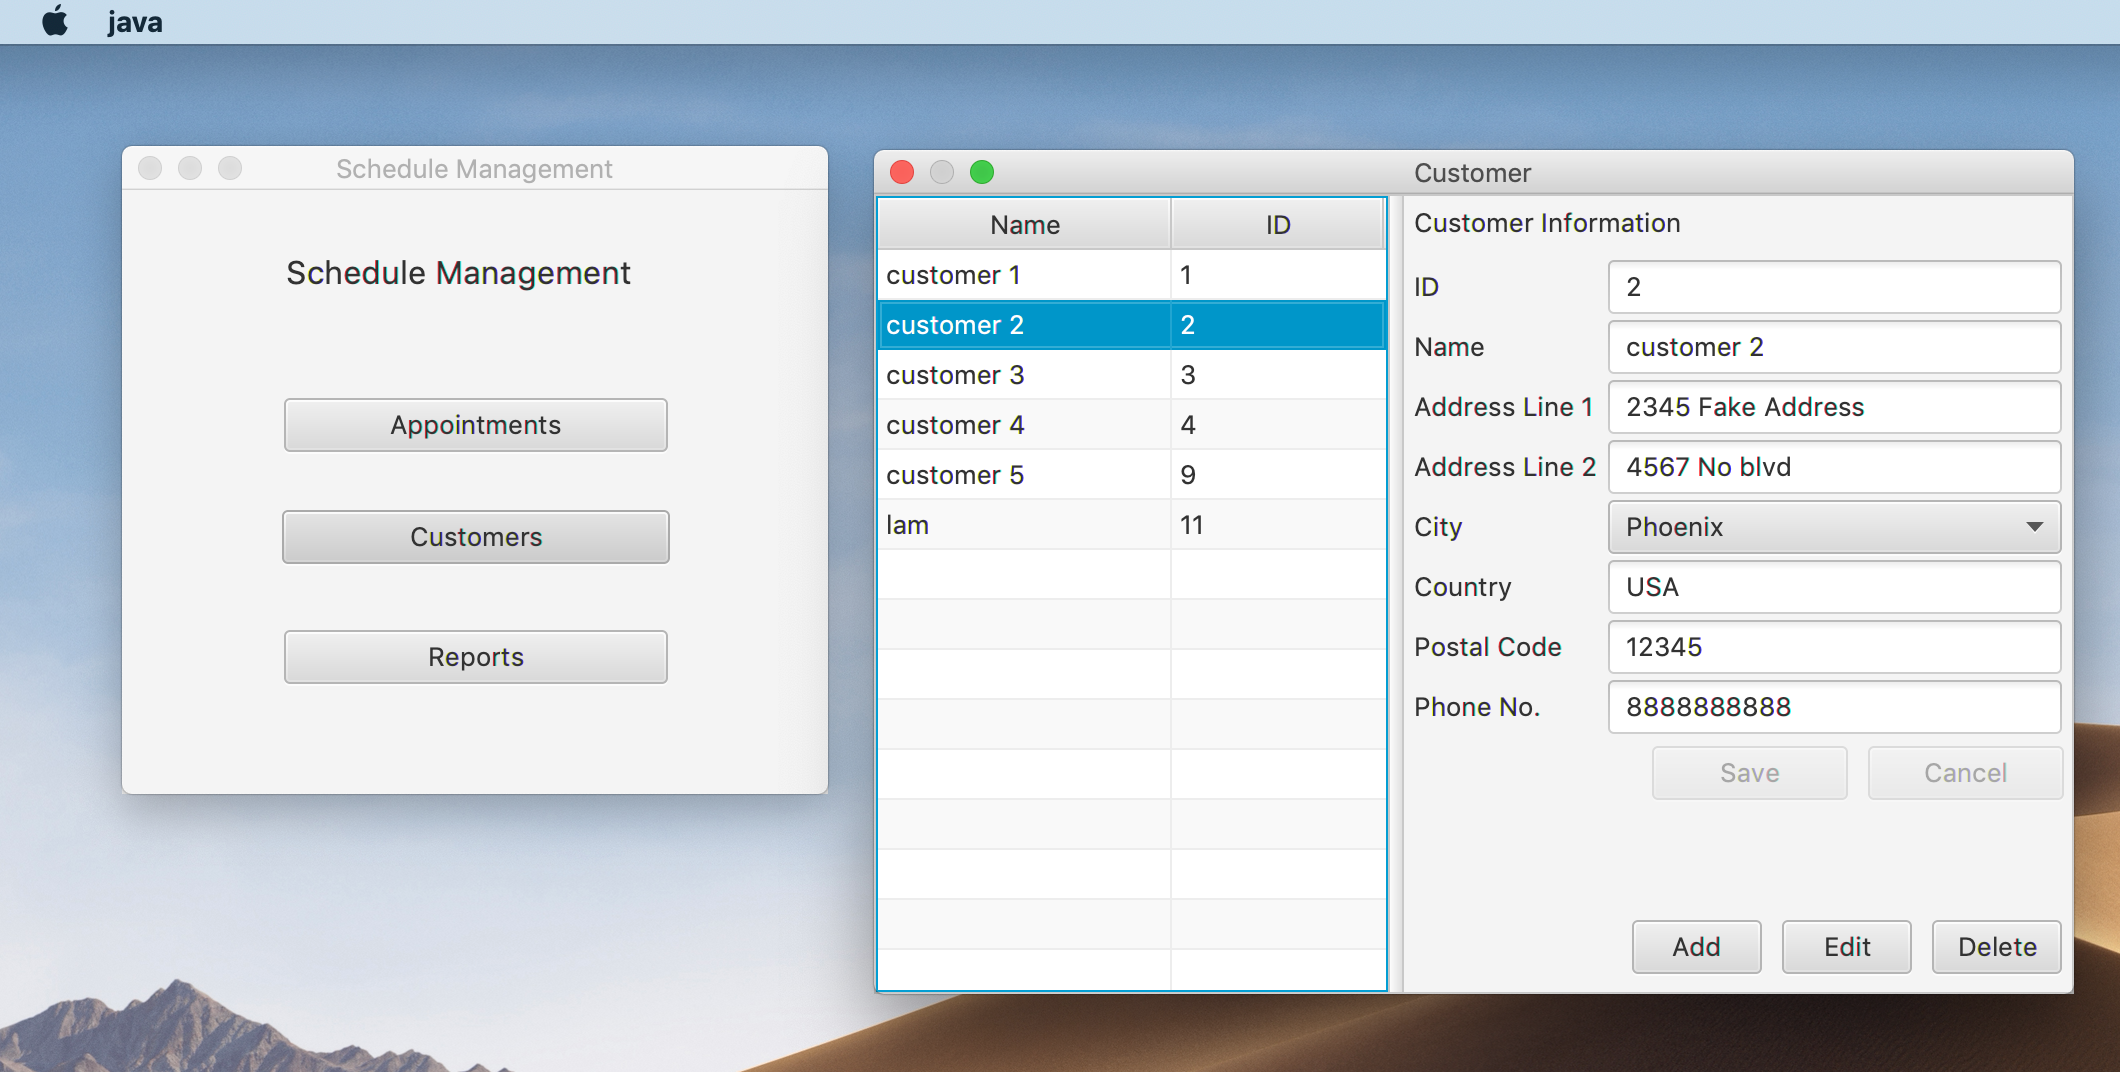 java
Schedule Management
Schedule Management
Appointments
Customers
Reports
Customer
Name ID
customer 1 1
customer 2 2
customer 3 3
customer 4 4
customer 5 9
lam 11
Customer Information
ID 2
Name customer 2
Address Line 1 2345 Fake Address
Address Line 2 4567 No blvd
City Phoenix
Country USA
Postal Code 12345
Phone No. 8888888888
Save Cancel
Add Edit Delete